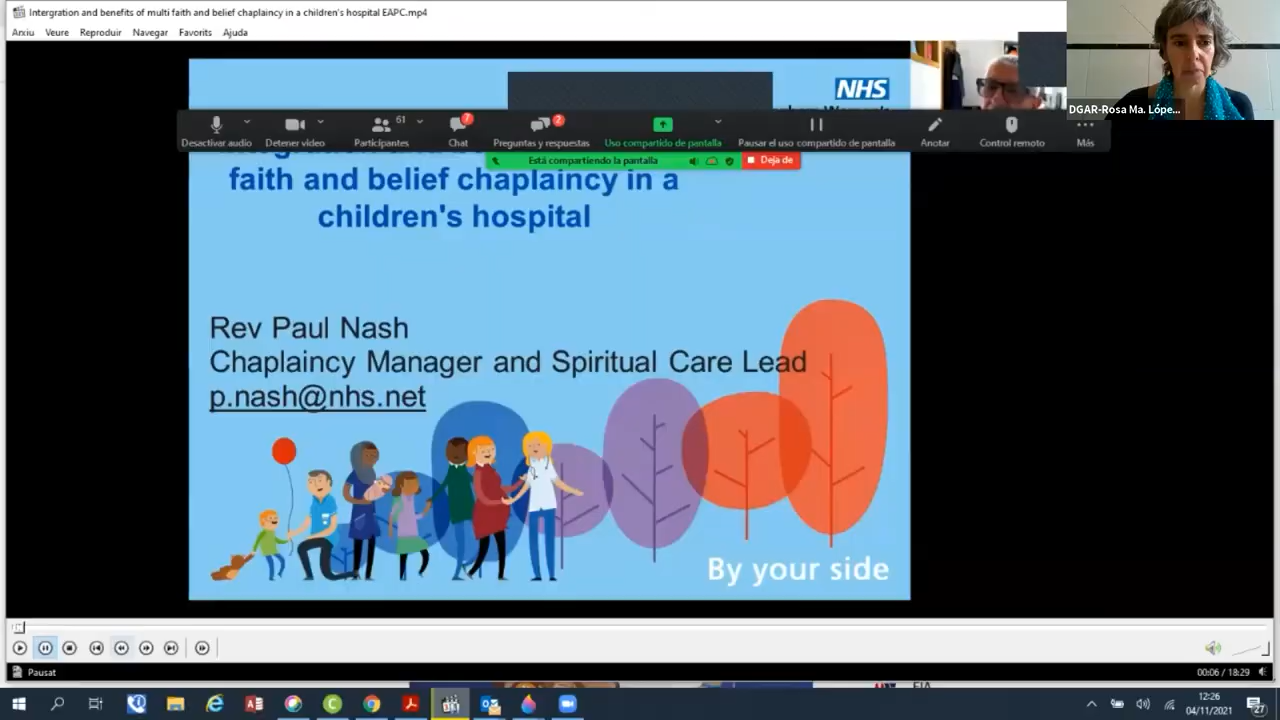 Intergration and benefits of multi faith and belief chaplaincy in a children's hospital EAPC.mp4
Arxiu Veure Reproduir Navegar Favorits Ajuda
NHS
DGAR-Rosa Ma. Lópe...
61 7 2
Desactivar audio Detener video Participantes Chat Preguntas y respuestas Uso compartido de pantalla Pausar el uso compartido de pantalla Anotar Control remoto Más
Está compartiendo la pantalla Deja de
faith and belief chaplaincy in a
children's hospital
Rev Paul Nash
Chaplaincy Manager and Spiritual Care Lead
p.nash@nhs.net
By your side
Pausat 00:06 / 18:29
12:26
04/11/2021
27